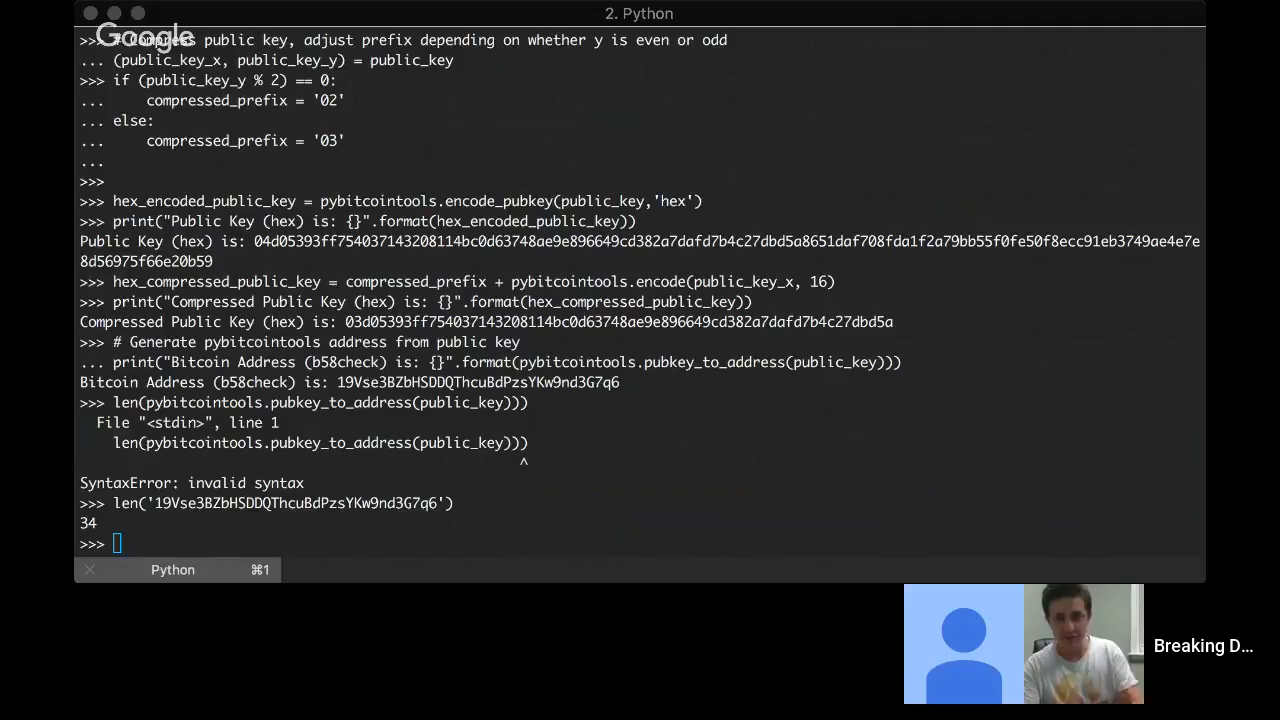 2. Python
Google
>>> # Compress public key, adjust prefix depending on whether y is even or odd
... (public_key_x, public_key_y) = public_key
>>> if (public_key_y % 2) == 0:
...     compressed_prefix = '02'
... else:
...     compressed_prefix = '03'
...
>>>
>>> hex_encoded_public_key = pybitcointools.encode_pubkey(public_key,'hex')
>>> print("Public Key (hex) is: {}".format(hex_encoded_public_key))
Public Key (hex) is: 04d05393ff754037143208114bc0d63748ae9e896649cd382a7dafd7b4c27dbd5a8651daf708fda1f2a79bb55f0fe50f8ecc91eb3749ae4e7e
8d56975f66e20b59
>>> hex_compressed_public_key = compressed_prefix + pybitcointools.encode(public_key_x, 16)
>>> print("Compressed Public Key (hex) is: {}".format(hex_compressed_public_key))
Compressed Public Key (hex) is: 03d05393ff754037143208114bc0d63748ae9e896649cd382a7dafd7b4c27dbd5a
>>> # Generate pybitcointools address from public key
... print("Bitcoin Address (b58check) is: {}".format(pybitcointools.pubkey_to_address(public_key)))
Bitcoin Address (b58check) is: 19Vse3BZbHSDDQThcuBdPzsYKw9nd3G7q6
>>> len(pybitcointools.pubkey_to_address(public_key)))
  File "<stdin>", line 1
    len(pybitcointools.pubkey_to_address(public_key)))
                                                     ^
SyntaxError: invalid syntax
>>> len('19Vse3BZbHSDDQThcuBdPzsYKw9nd3G7q6')
34
>>>
Python ⌘1
Breaking D...